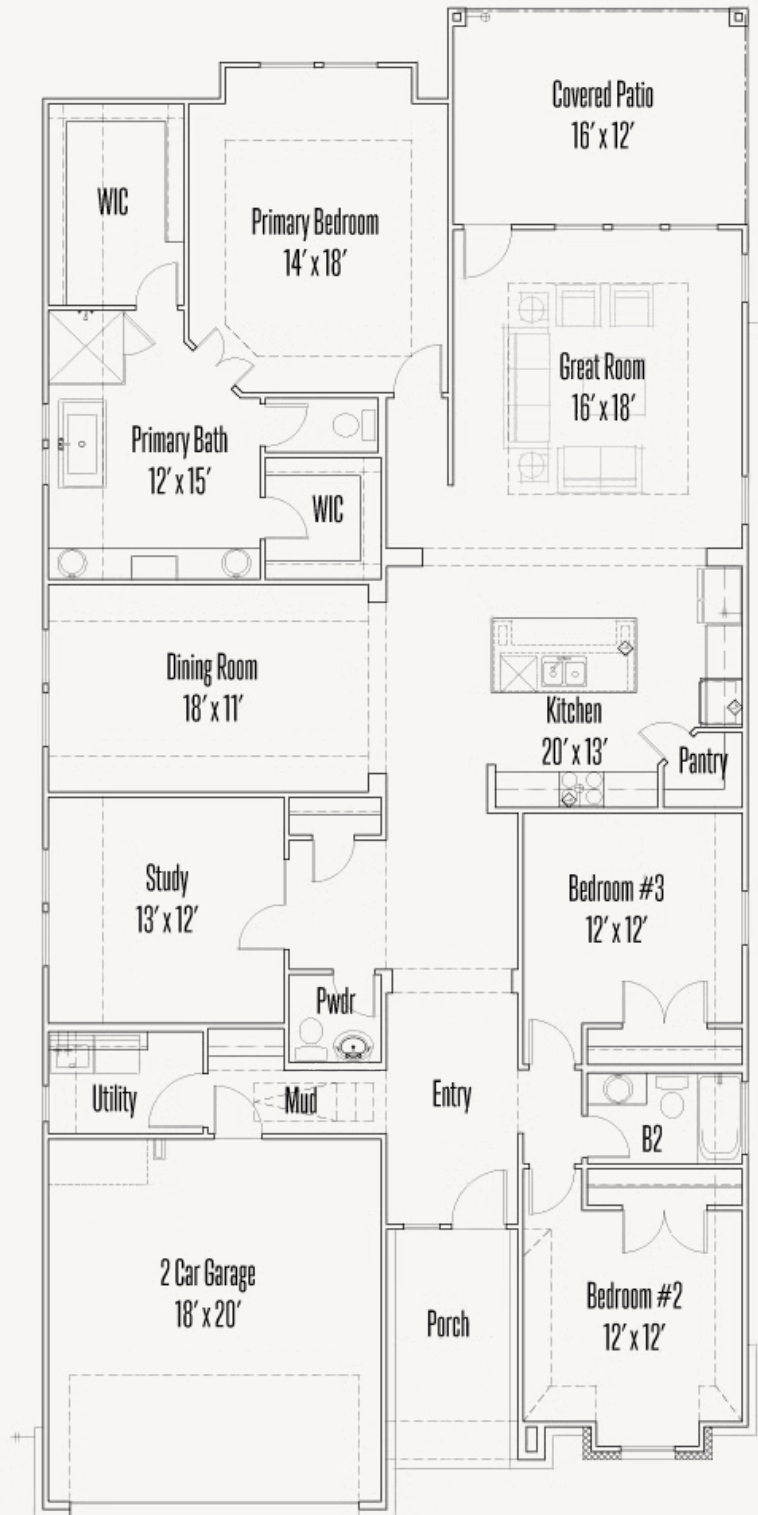 Covered Patio
16' x 12'
WIC
Primary Bedroom
14' x 18'
Great Room
16' x 18'
Primary Bath
12' x 15'
WIC
Dining Room
18' x 11'
Kitchen
20' x 13'
Pantry
Study
13' x 12'
Bedroom #3
12' x 12'
Pwdr
Utility
Mud
Entry
B2
2 Car Garage
18' x 20'
Porch
Bedroom #2
12' x 12'